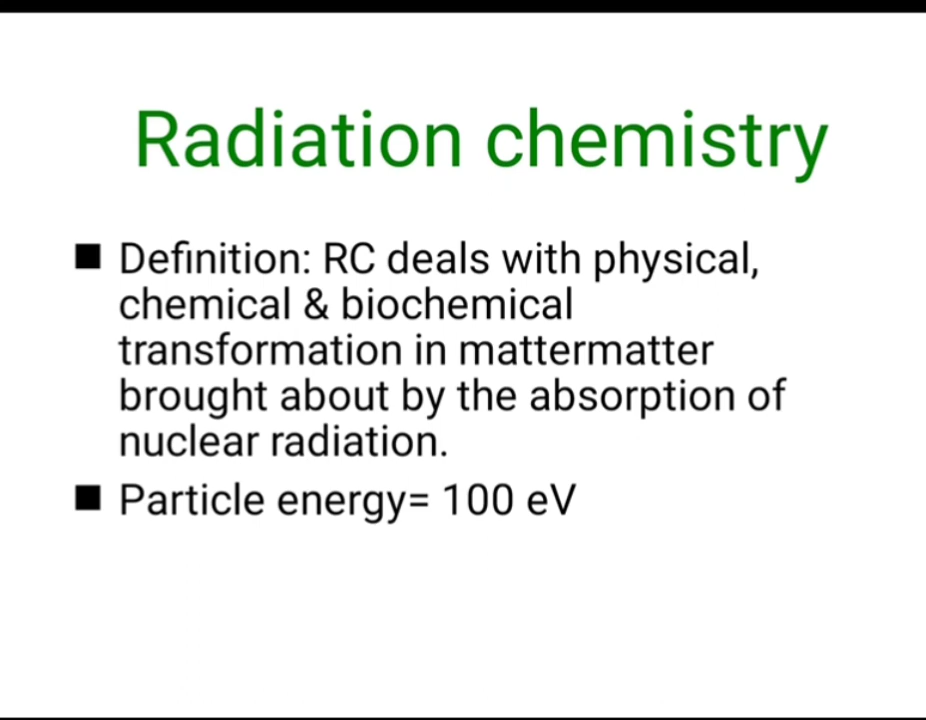 Radiation chemistry
■ Definition: RC deals with physical,
chemical & biochemical
transformation in mattermatter
brought about by the absorption of
nuclear radiation.
■ Particle energy= 100 eV